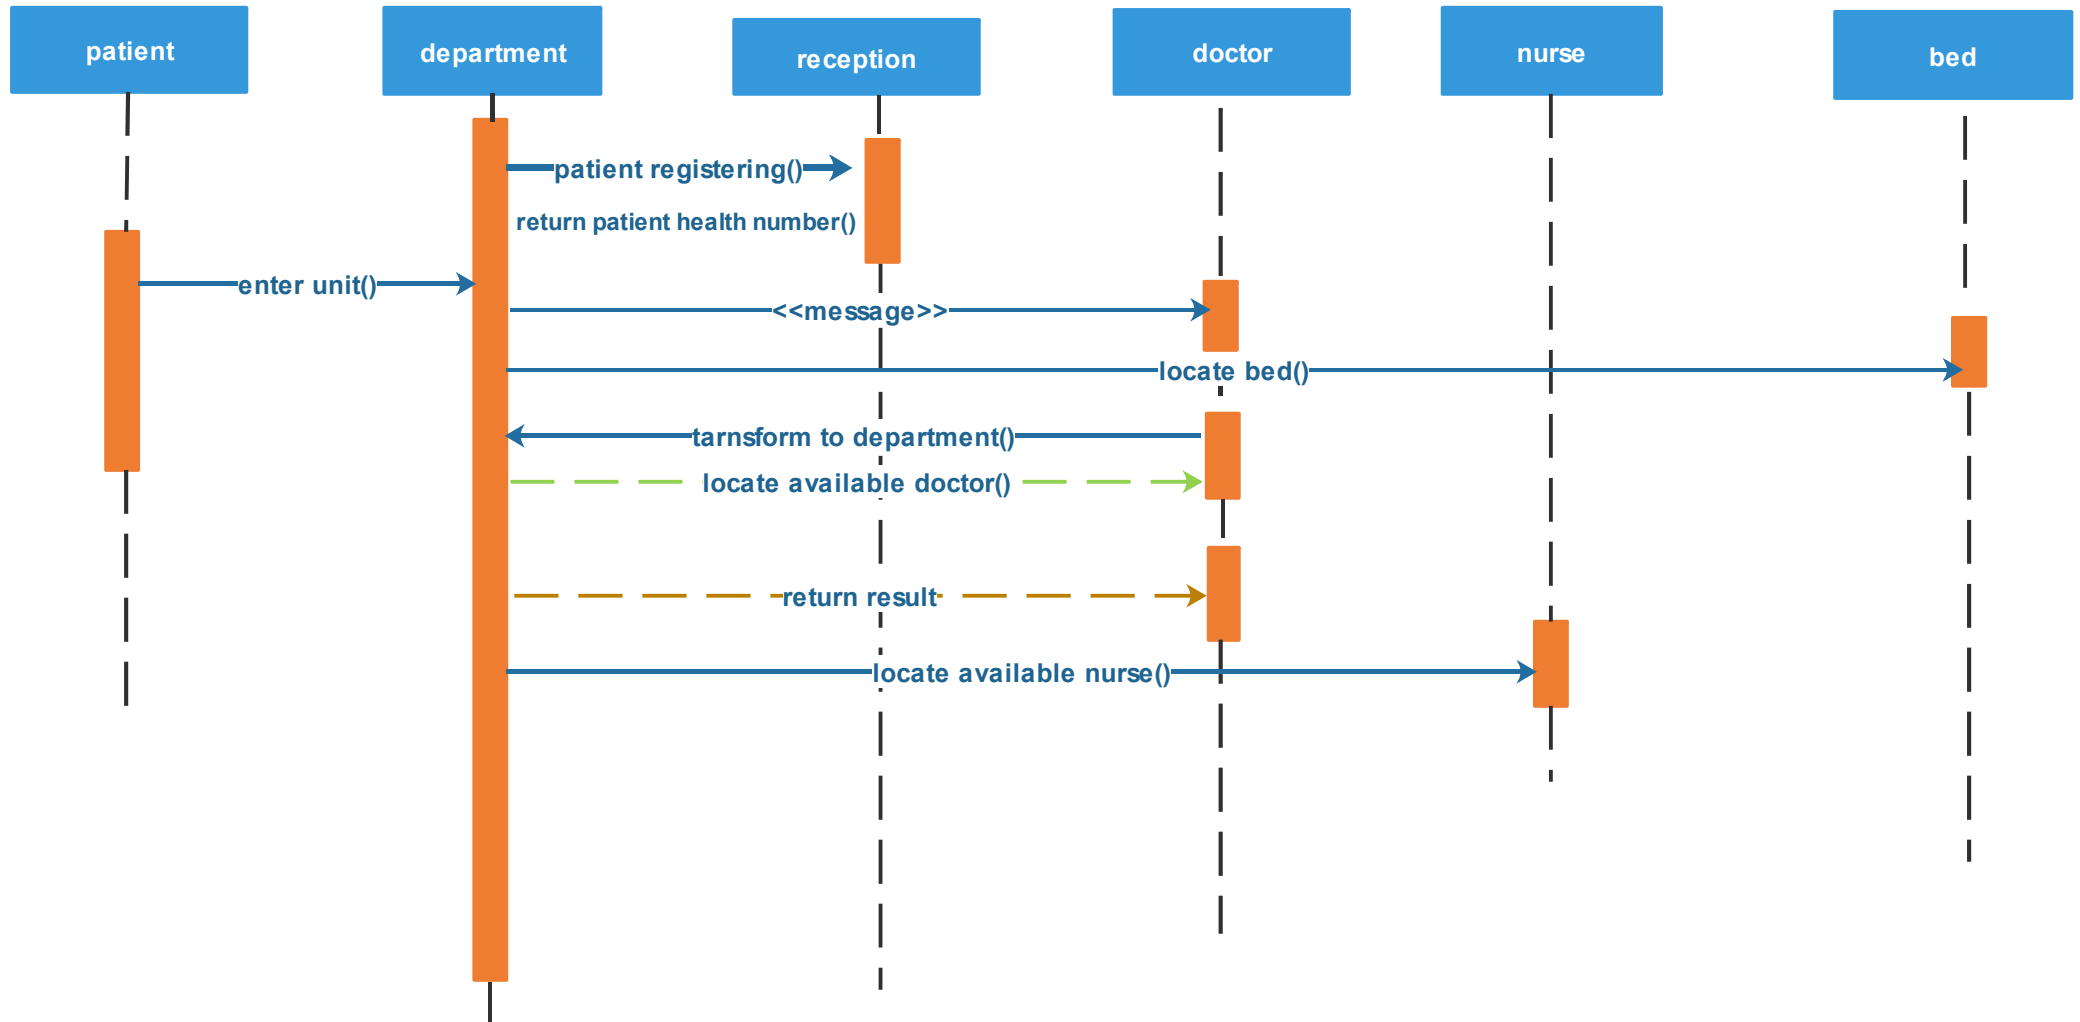 patient
department
reception
doctor
nurse
bed
patient registering()
return patient health number()
enter unit()
<<message>>
locate bed()
tarnsform to department()
locate available doctor()
return result
locate available nurse()